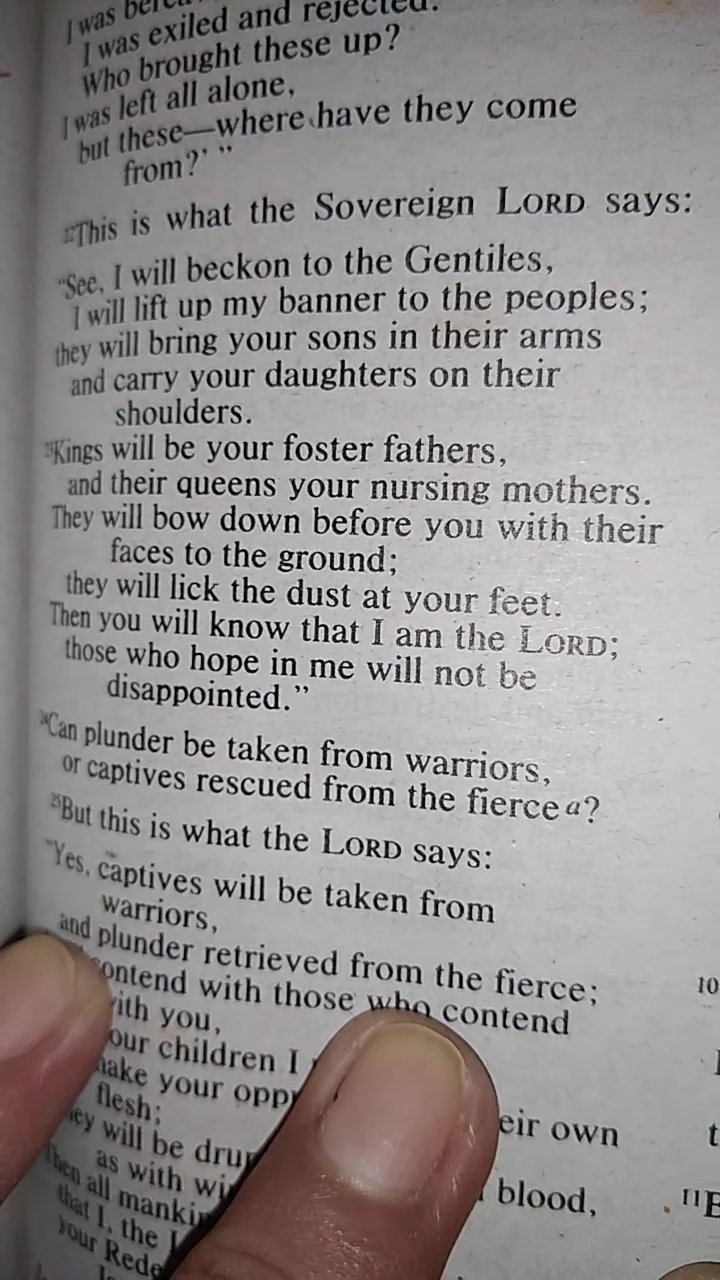 I was
I was exiled and rejected.
Who brought these up?
I was left all alone,
but these—where have they come
from?' ”
22This is what the Sovereign LORD says:
“See, I will beckon to the Gentiles,
I will lift up my banner to the peoples;
they will bring your sons in their arms
and carry your daughters on their
shoulders.
23Kings will be your foster fathers,
and their queens your nursing mothers.
They will bow down before you with their
faces to the ground;
they will lick the dust at your feet.
Then you will know that I am the LORD;
those who hope in me will not be
disappointed.”
24Can plunder be taken from warriors,
or captives rescued from the fierce a?
25But this is what the LORD says:
“Yes, captives will be taken from
warriors,
and plunder retrieved from the fierce;
contend with those who contend
with you,
our children I
make your opp
eir own
flesh;
ey will be dru
blood,
as with wi
Then all manki
that I, the
your Rede
10
11